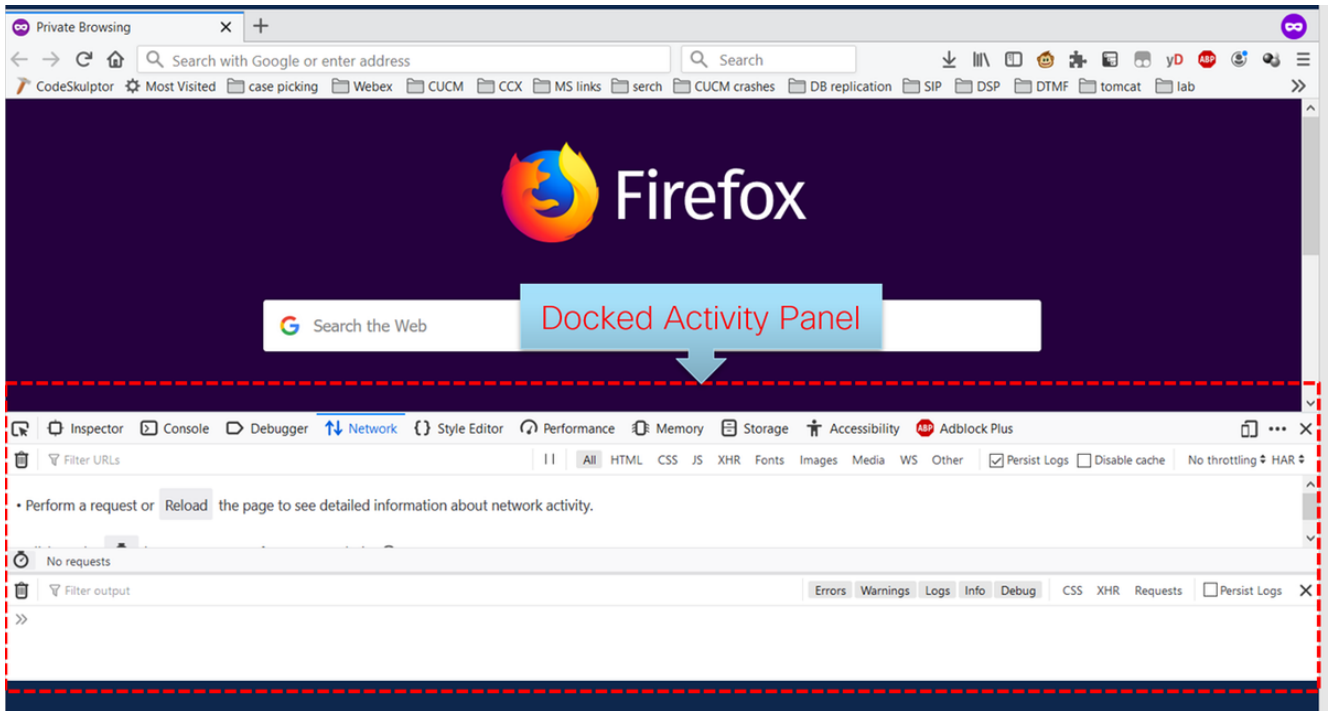 Private Browsing
Search with Google or enter address
Search
yD
ABP
CodeSkulptor Most Visited case picking Webex CUCM CCX MS links serch CUCM crashes DB replication SIP DSP DTMF tomcat lab
Firefox
G Search the Web
Docked Activity Panel
Inspector Console Debugger Network Style Editor Performance Memory Storage Accessibility ABP Adblock Plus
Filter URLs All HTML CSS JS XHR Fonts Images Media WS Other Persist Logs Disable cache No throttling HAR
• Perform a request or Reload the page to see detailed information about network activity.
No requests
Filter output Errors Warnings Logs Info Debug CSS XHR Requests Persist Logs